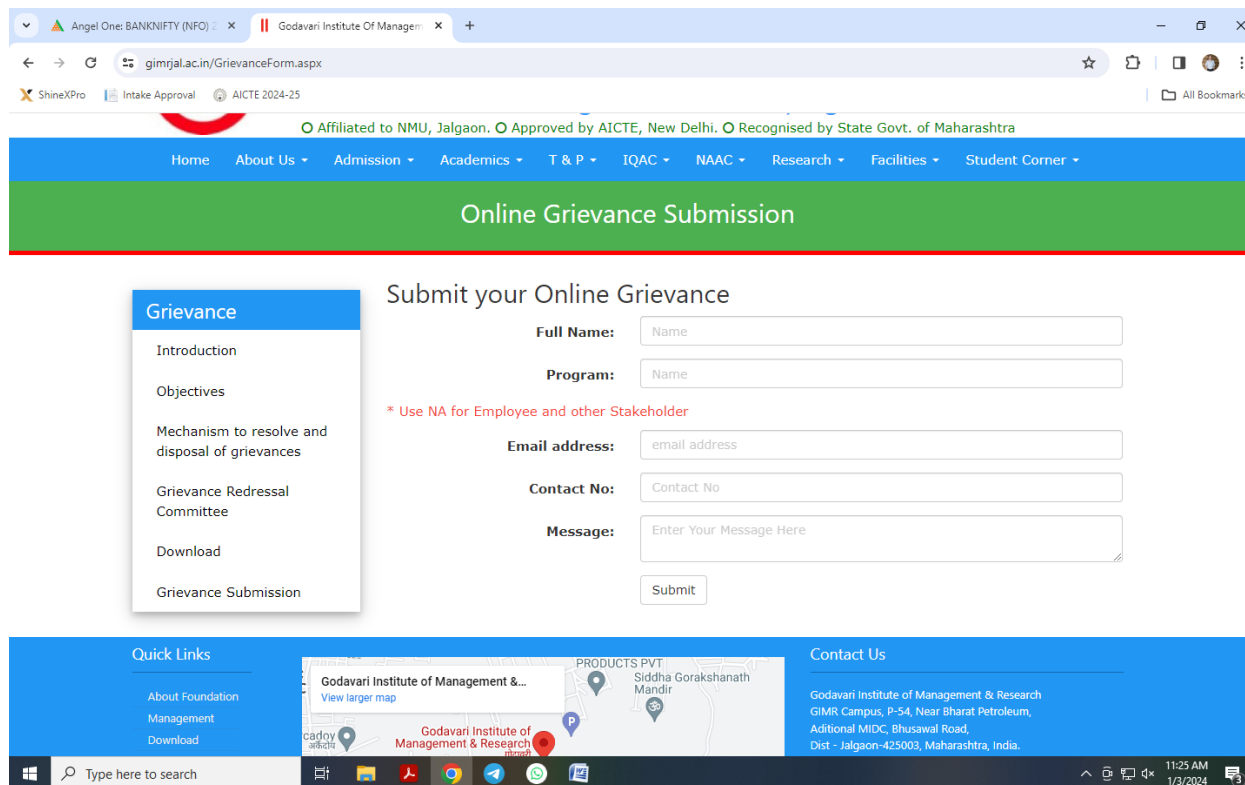 Angel One: BANKNIFTY (NFO) 2
Godavari Institute Of Managem
gimrjal.ac.in/GrievanceForm.aspx
ShineXPro Intake Approval AICTE 2024-25 All Bookmarks
Affiliated to NMU, Jalgaon. Approved by AICTE, New Delhi. Recognised by State Govt. of Maharashtra
Home About Us Admission Academics T & P IQAC NAAC Research Facilities Student Corner
Online Grievance Submission
Grievance
Introduction
Objectives
Mechanism to resolve and
disposal of grievances
Grievance Redressal
Committee
Download
Grievance Submission
Submit your Online Grievance
Full Name: Name
Program: Name
* Use NA for Employee and other Stakeholder
Email address: email address
Contact No: Contact No
Message: Enter Your Message Here
Submit
Quick Links
About Foundation
Management
Download
Godavari Institute of Management &...
View larger map
PRODUCTS PVT
Siddha Gorakshanath
Mandir
P
cadoy
अकॅदोय
Godavari Institute of
Management & Research
Contact Us
Godavari Institute of Management & Research
GIMR Campus, P-54, Near Bharat Petroleum,
Aditional MIDC, Bhusawal Road,
Dist - Jalgaon-425003, Maharashtra, India.
Type here to search
11:25 AM
1/3/2024
3